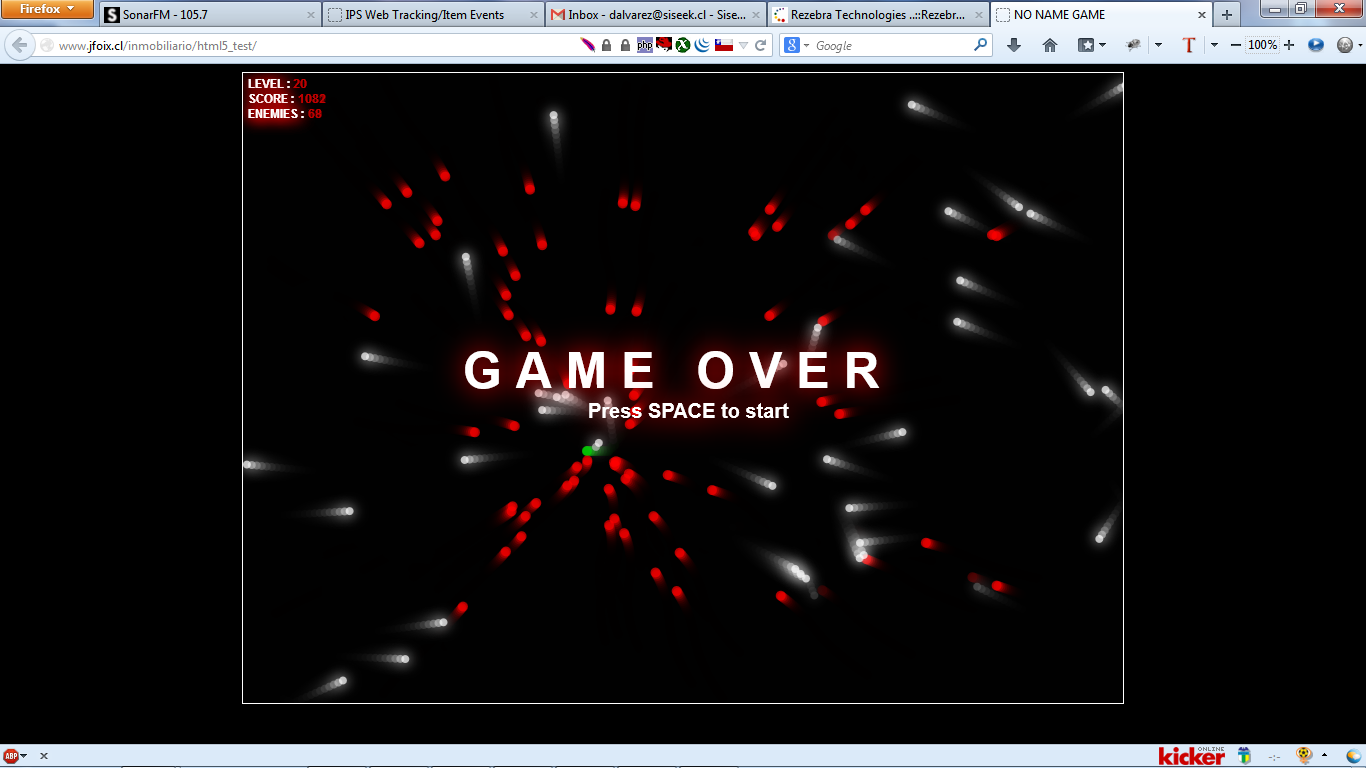 Firefox
SonarFM - 105.7
IPS Web Tracking/Item Events
Inbox - dalvarez@siseek.cl - Sise...
Rezebra Technologies ..::Rezebr...
NO NAME GAME
www.jfoix.cl/inmobiliario/html5_test/
php
Google
100%
LEVEL : 20
SCORE : 1082
ENEMIES : 60
GAME OVER
Press SPACE to start
ABP
kicker ONLINE
-:-